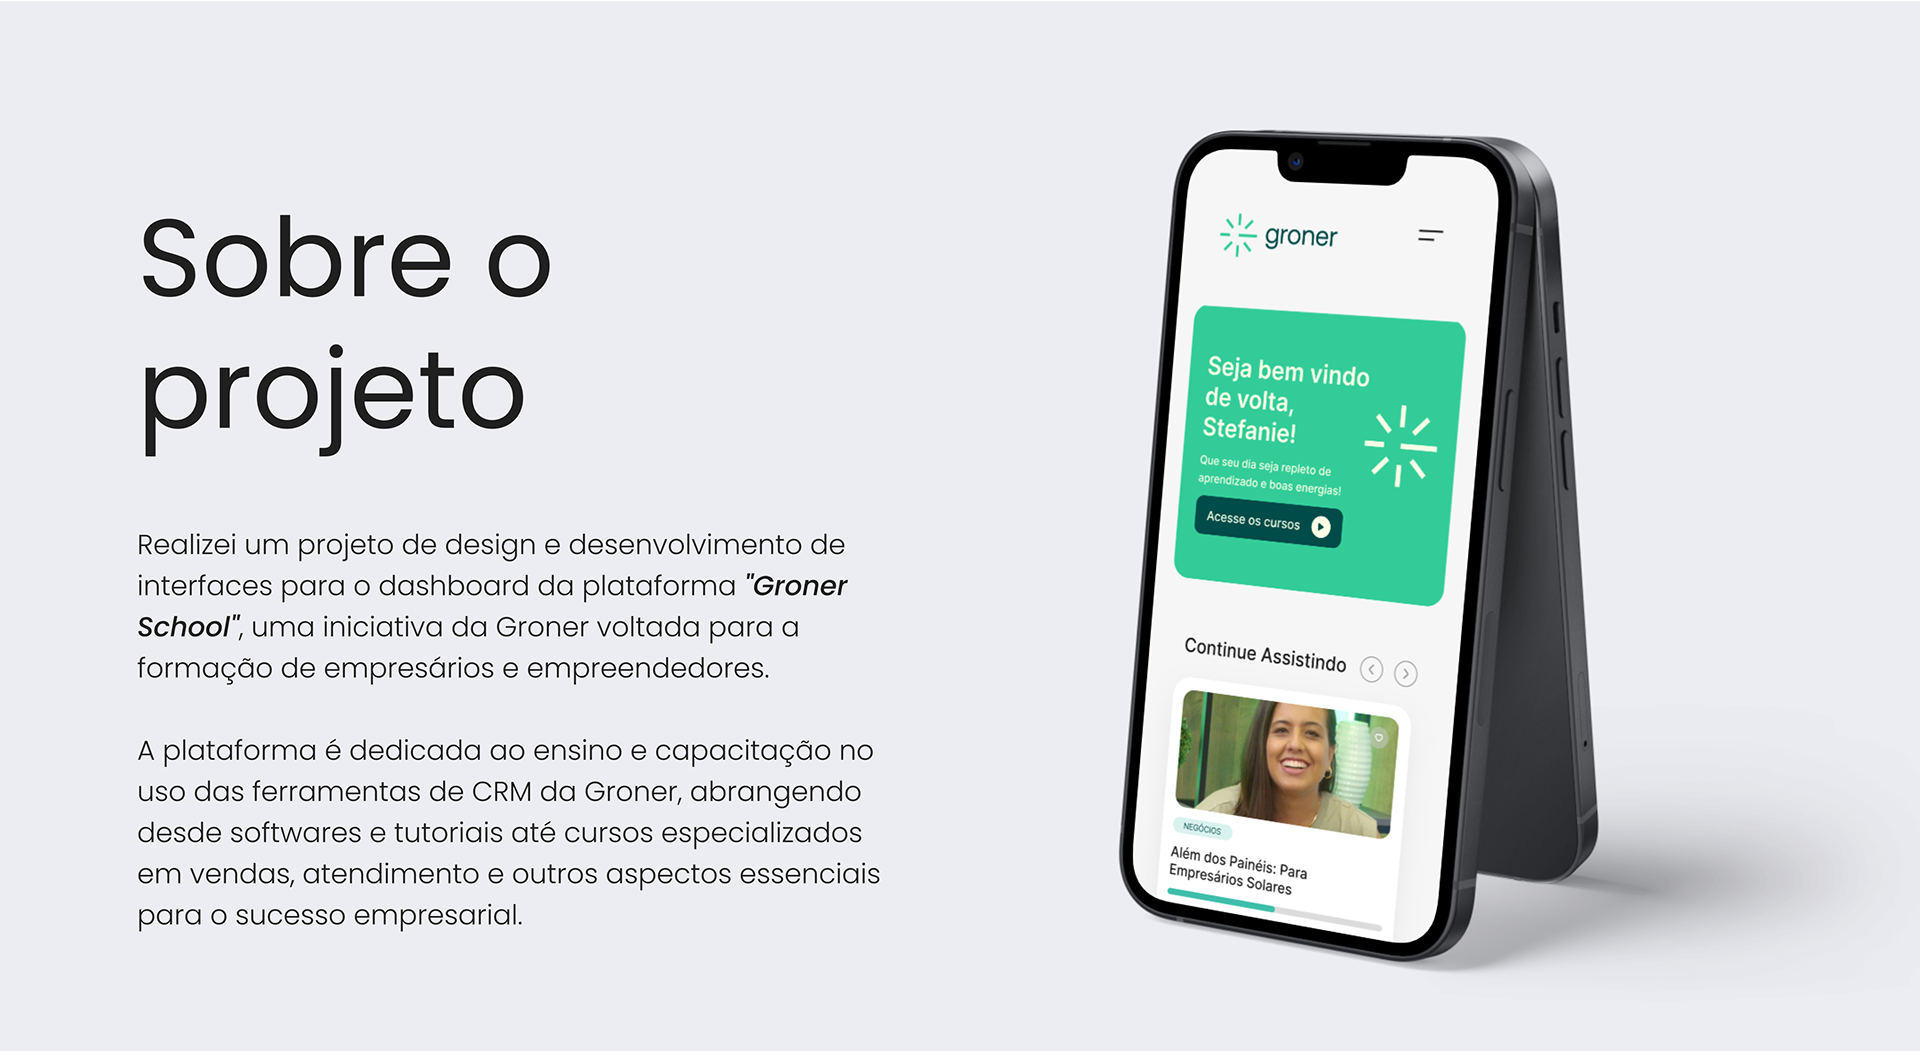 Sobre o
projeto
Realizei um projeto de design e desenvolvimento de
interfaces para o dashboard da plataforma "Groner
School", uma iniciativa da Groner voltada para a
formação de empresários e empreendedores.
A plataforma é dedicada ao ensino e capacitação no
uso das ferramentas de CRM da Groner, abrangendo
desde softwares e tutoriais até cursos especializados
em vendas, atendimento e outros aspectos essenciais
para o sucesso empresarial.
groner
Seja bem vindo
de volta,
Stefanie!
Que seu dia seja repleto de
aprendizado e boas energias!
Acesse os cursos
Continue Assistindo
NEGÓCIOS
Além dos Painéis: Para
Empresários Solares